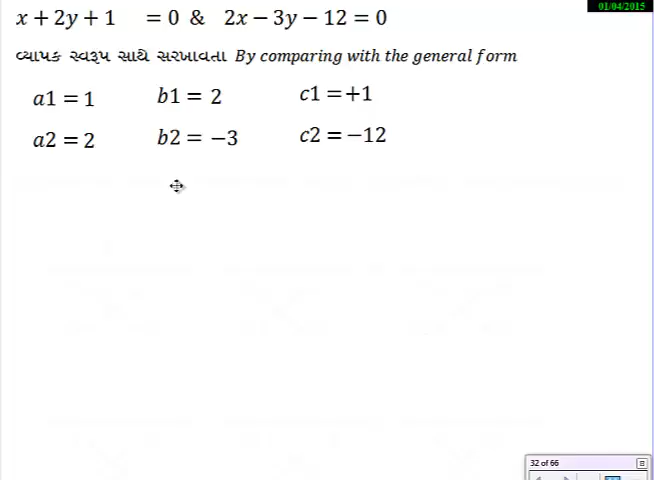 01/04/2015
x + 2y + 1 = 0 & 2x − 3y − 12 = 0
વ્યાપક સ્વરૂપ સાથે સરખાવતા By comparing with the general form
a1 = 1 b1 = 2 c1 = +1
a2 = 2 b2 = −3 c2 = −12
32 of 66